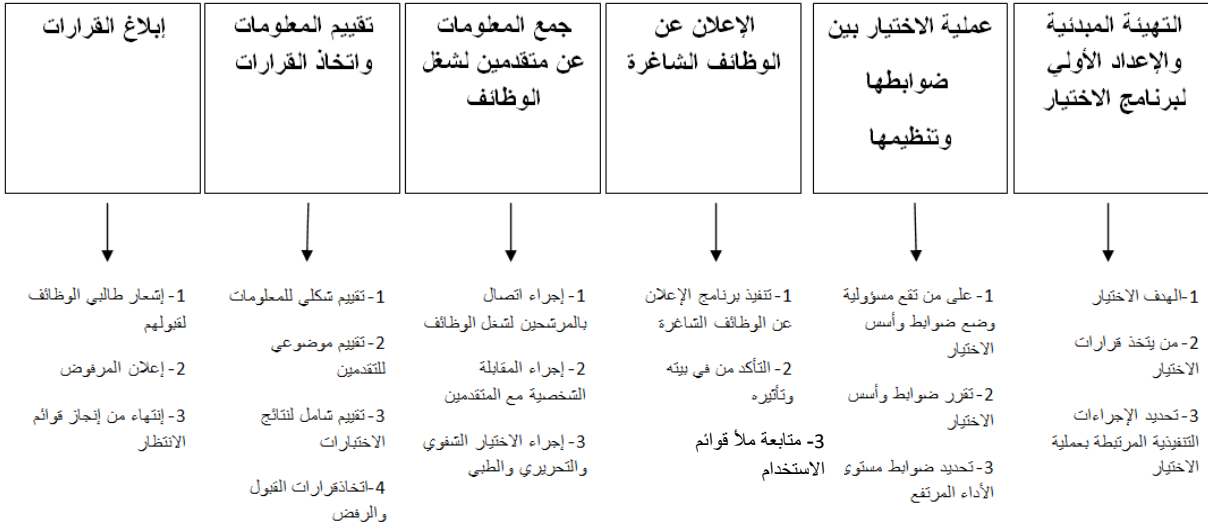 التهيئة المبدئية
والإعداد الأولي
لبرنامج الاختيار
عملية الاختيار بين
ضوابطها
وتنظيمها
الإعلان عن
الوظائف الشاغرة
جمع المعلومات
عن متقدمين لشغل
الوظائف
تقييم المعلومات
واتخاذ القرارات
إبلاغ القرارات
1-الهدف الاختيار
2- من يتخذ قرارات
الاختيار
3- تحديد الإجراءات
التنفيذية المرتبطة بعملية
الاختيار
1- على من تقع مسؤولية
وضع ضوابط وأسس
الاختيار
2- تقرر ضوابط وأسس
الاختيار
3- تحديد ضوابط مستوى
الأداء المرتفع
1- تنفيذ برنامج الإعلان
عن الوظائف الشاغرة
2- التأكد من في بيته
وتأثيره
3- متابعة ملأ قوائم
الاستخدام
1- إجراء اتصال
بالمرشحين لشغل الوظائف
2- إجراء المقابلة
الشخصية مع المتقدمين
3- إجراء الاختيار الشفوي
والتحريري والطبي
1- تقييم شكلي للمعلومات
2- تقييم موضوعي
للتقدمين
3- تقييم شامل لنتائج
الاختبارات
4-اتخاذقرارات القبول
والرفض
1- إشعار طالبي الوظائف
لقبولهم
2- إعلان المرفوض
3- إنتهاء من إنجاز قوائم
الانتظار